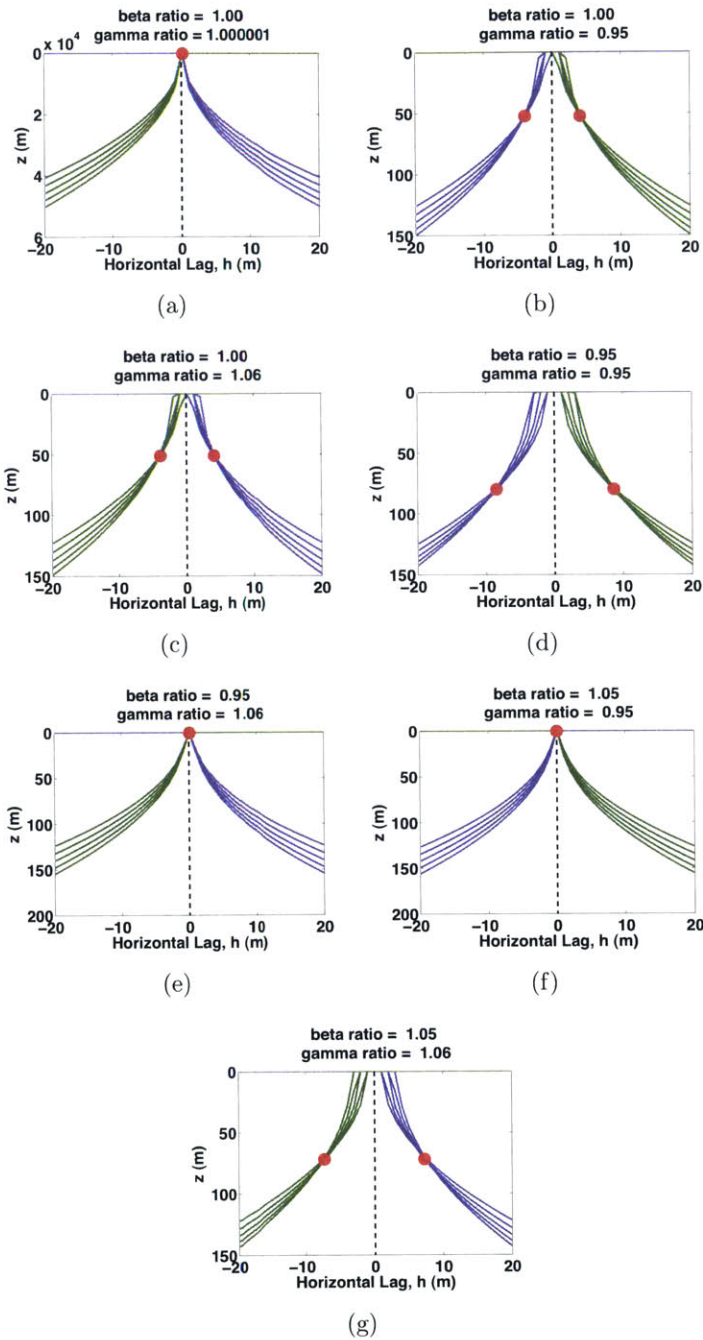 beta ratio = 1.00
gamma ratio = 1.000001
x 10⁴
0
2
4
6
z (m)
−20 −10 0 10 20
Horizontal Lag, h (m)
(a)
beta ratio = 1.00
gamma ratio = 0.95
0
50
100
150
z (m)
−20 −10 0 10 20
Horizontal Lag, h (m)
(b)
beta ratio = 1.00
gamma ratio = 1.06
0
50
100
150
z (m)
−20 −10 0 10 20
Horizontal Lag, h (m)
(c)
beta ratio = 0.95
gamma ratio = 0.95
0
50
100
150
z (m)
−20 −10 0 10 20
Horizontal Lag, h (m)
(d)
beta ratio = 0.95
gamma ratio = 1.06
0
50
100
150
200
z (m)
−20 −10 0 10 20
Horizontal Lag, h (m)
(e)
beta ratio = 1.05
gamma ratio = 0.95
0
50
100
150
200
z (m)
−20 −10 0 10 20
Horizontal Lag, h (m)
(f)
beta ratio = 1.05
gamma ratio = 1.06
0
50
100
150
z (m)
−20 −10 0 10 20
Horizontal Lag, h (m)
(g)